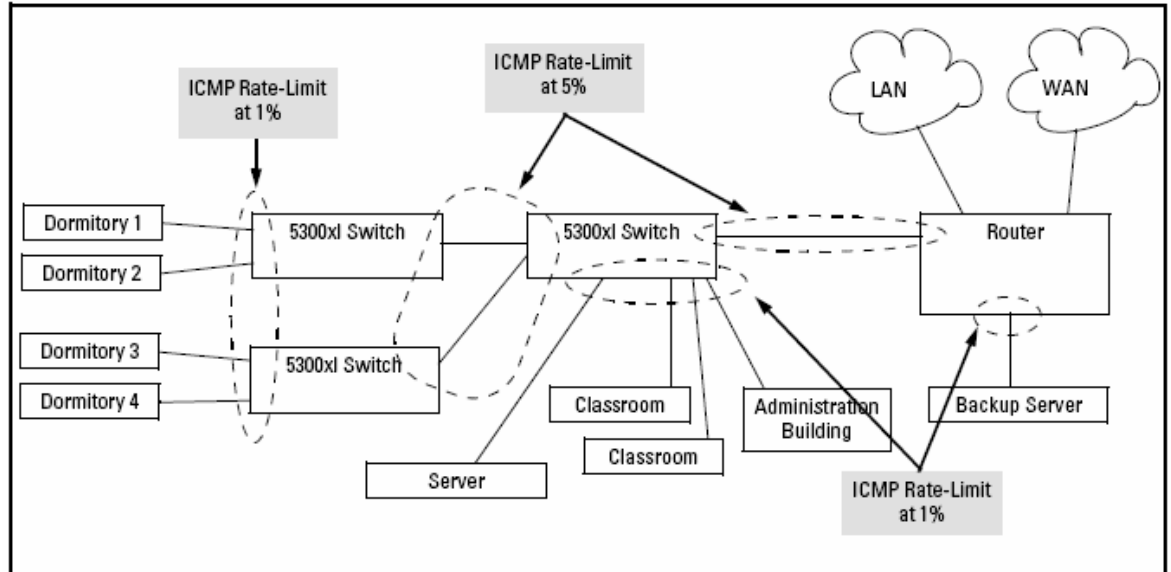 ICMP Rate-Limit
at 1%
ICMP Rate-Limit
at 5%
LAN
WAN
Dormitory 1
Dormitory 2
5300xl Switch
5300xl Switch
Router
Dormitory 3
Dormitory 4
5300xl Switch
Classroom
Administration
Building
Backup Server
Classroom
Server
ICMP Rate-Limit
at 1%